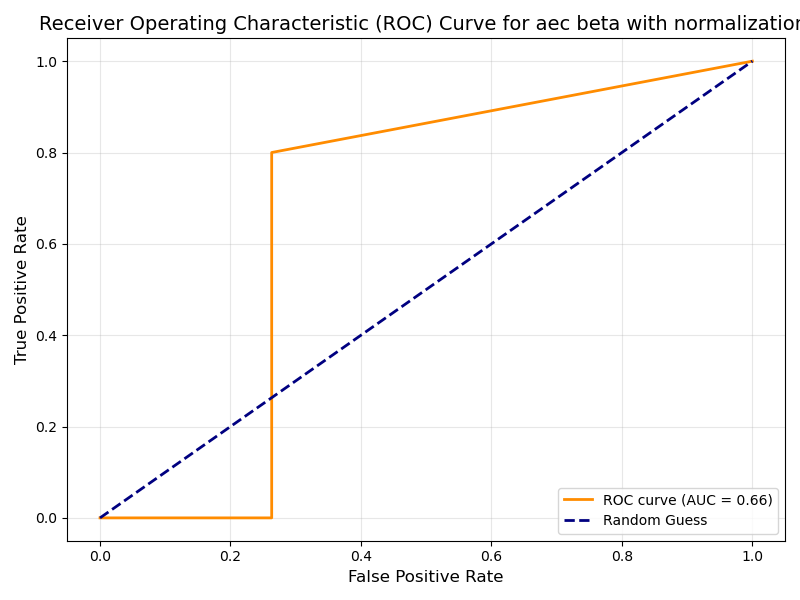 Receiver Operating Characteristic (ROC) Curve for aec beta with normalization
1.0
0.8
0.6
0.4
0.2
0.0
True Positive Rate
0.0 0.2 0.4 0.6 0.8 1.0
False Positive Rate
ROC curve (AUC = 0.66)
Random Guess